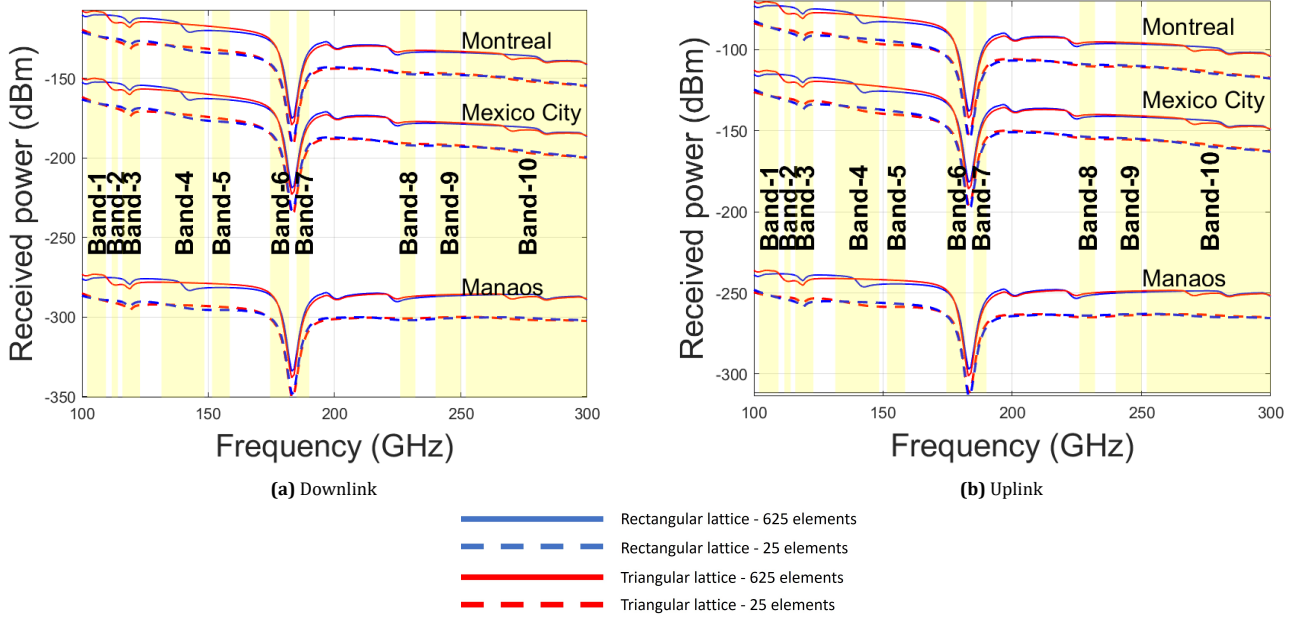 Received power (dBm)
-150
-200
-250
-300
-350
100
150
200
250
300
Montreal
Mexico City
Manaos
Band-1
Band-2
Band-3
Band-4
Band-5
Band-6
Band-7
Band-8
Band-9
Band-10
Frequency (GHz)
(a) Downlink
Received power (dBm)
-100
-150
-200
-250
-300
100
150
200
250
300
Montreal
Mexico City
Manaos
Band-1
Band-2
Band-3
Band-4
Band-5
Band-6
Band-7
Band-8
Band-9
Band-10
Frequency (GHz)
(b) Uplink
Rectangular lattice - 625 elements
Rectangular lattice - 25 elements
Triangular lattice - 625 elements
Triangular lattice - 25 elements